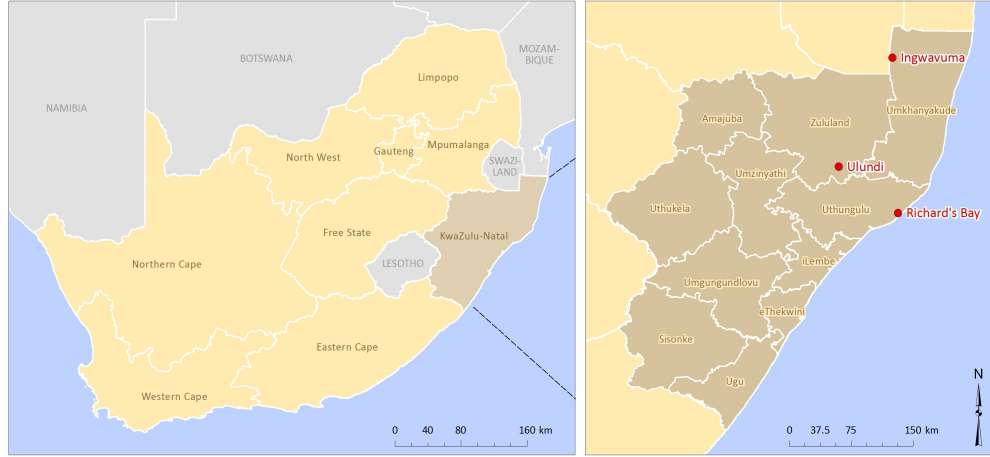 BOTSWANA
NAMIBIA
MOZAM-
BIQUE
Limpopo
North West
Gauteng
Mpumalanga
SWAZI-
LAND
Free State
KwaZulu-Natal
LESOTHO
Northern Cape
Eastern Cape
Western Cape
0 40 80 160 km
Ingwavuma
Umkhanyakude
Amajuba
Zululand
Umzinyathi
Ulundi
Uthukela
Uthungulu
Richard's Bay
iLembe
Umgungundlovu
eThekwini
Sisonke
Ugu
N
0 37.5 75 150 km